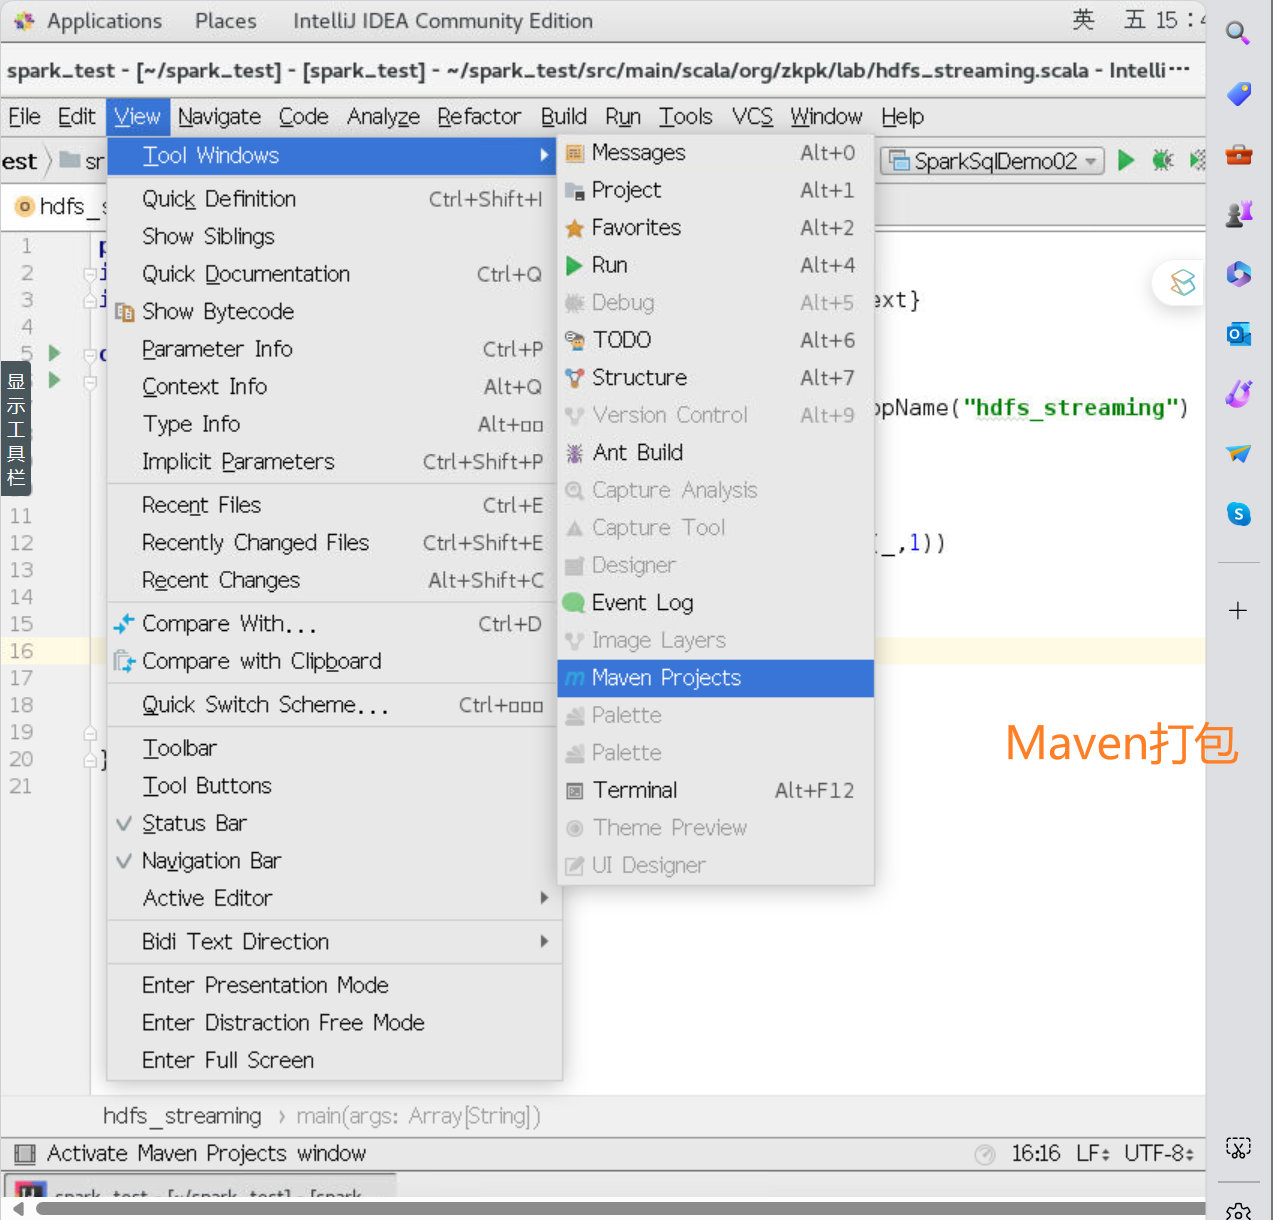 Applications Places IntelliJ IDEA Community Edition 英 五 15：
spark_test - [~/spark_test] - [spark_test] - ~/spark_test/src/main/scala/org/zkpk/lab/hdfs_streaming.scala - Intelli···
File Edit View Navigate Code Analyze Refactor Build Run Tools VCS Window Help
est sr SparkSqlDemo02
hdfs_s
Tool Windows
Quick Definition Ctrl+Shift+I
Show Siblings
Quick Documentation Ctrl+Q
Show Bytecode
Parameter Info Ctrl+P
Context Info Alt+Q
Type Info Alt+▯▯
Implicit Parameters Ctrl+Shift+P
Recent Files Ctrl+E
Recently Changed Files Ctrl+Shift+E
Recent Changes Alt+Shift+C
Compare With... Ctrl+D
Compare with Clipboard
Quick Switch Scheme... Ctrl+▯▯▯
Toolbar
Tool Buttons
Status Bar
Navigation Bar
Active Editor
Bidi Text Direction
Enter Presentation Mode
Enter Distraction Free Mode
Enter Full Screen
Messages Alt+0
Project Alt+1
Favorites Alt+2
Run Alt+4
Debug Alt+5
TODO Alt+6
Structure Alt+7
Version Control Alt+9
Ant Build
Capture Analysis
Capture Tool
Designer
Event Log
Image Layers
Maven Projects
Palette
Palette
Terminal Alt+F12
Theme Preview
UI Designer
1
2
3
4
5
11
12
13
14
15
16
17
18
19
20 }
21
ext}
ppName("hdfs_streaming")
(_,1))
显示工具栏
Maven打包
hdfs_streaming › main(args: Array[String])
Activate Maven Projects window 16:16 LF÷ UTF-8÷
spark_test - [~/spark_test] - [spark